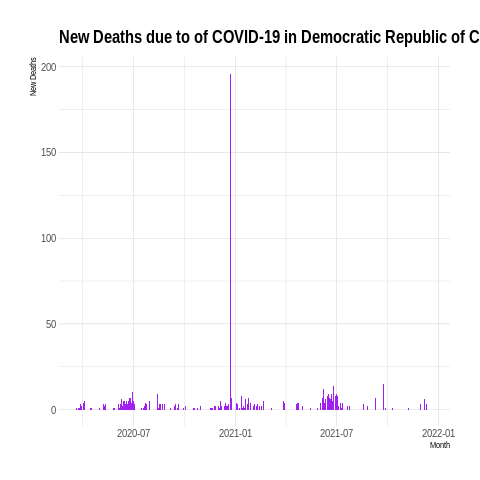 New Deaths due to of COVID-19 in Democratic Republic of C
New Deaths
200
150
100
50
0
2020-07 2021-01 2021-07 2022-01
Month